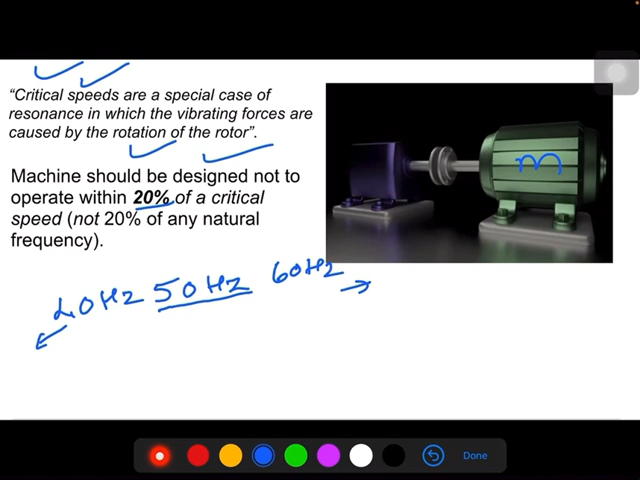 “Critical speeds are a special case of
resonance in which the vibrating forces are
caused by the rotation of the rotor”.
Machine should be designed not to
operate within 20% of a critical
speed (not 20% of any natural
frequency).
40Hz 50Hz 60Hz
m
Done